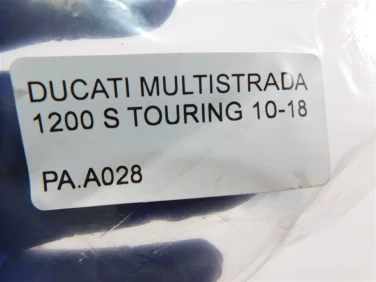 DUCATI MULTISTRADA
1200 S TOURING 10-18
PA.A028